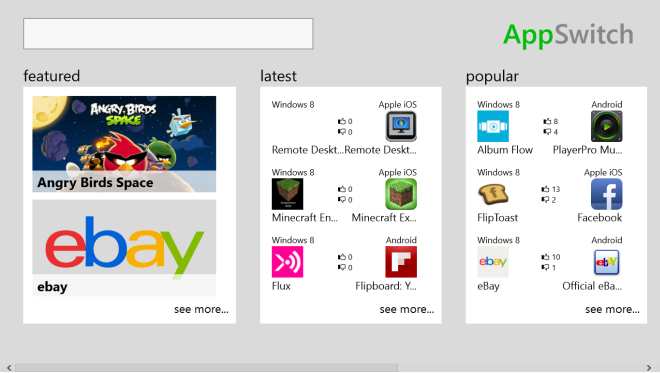 AppSwitch
featured
ANGRY BIRDS
SPACE
Angry Birds Space
ebay
ebay
see more...
latest
Windows 8 Apple iOS
0
0
Remote Deskt... Remote Deskt...
Windows 8 Apple iOS
0
0
Minecraft En... Minecraft Ex...
Windows 8 Android
0
0
Flux Flipboard: Y...
see more...
popular
Windows 8 Android
8
4
Album Flow PlayerPro Mu...
Windows 8 Apple iOS
13
2
FlipToast Facebook
Windows 8 Android
ebay
10
1
eBay Official eBa...
see more...